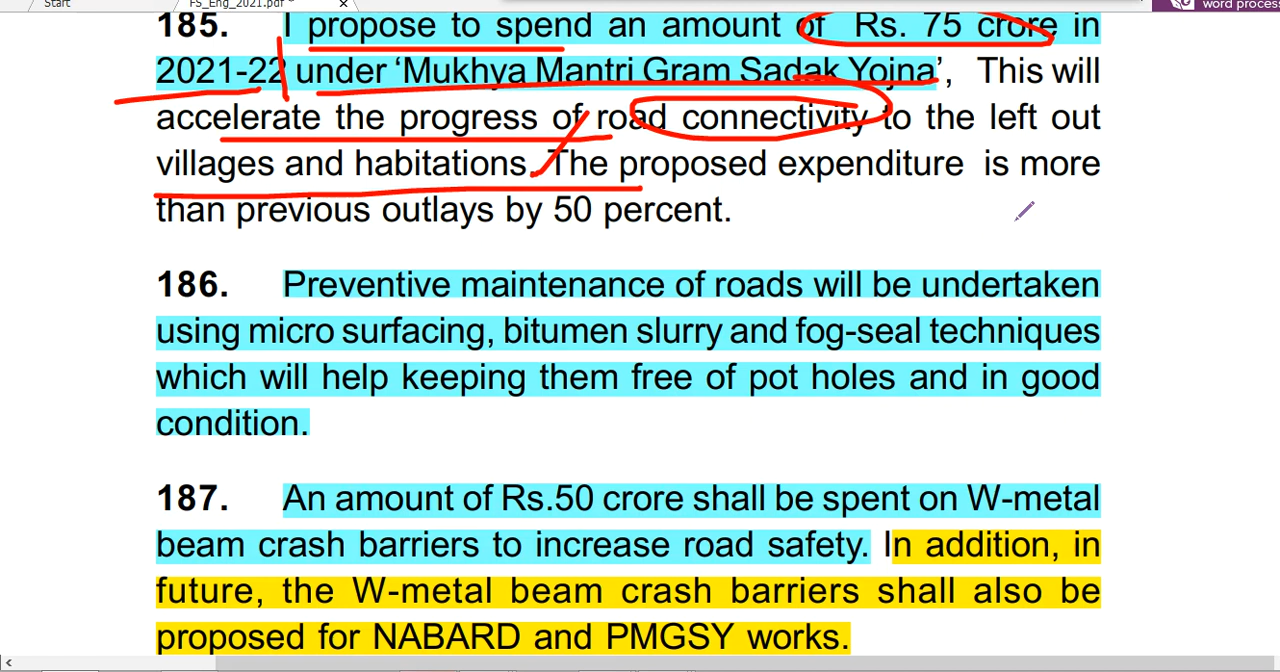 Start
FS_Eng_2021.pdf *
word process
185. I propose to spend an amount of Rs. 75 crore in
2021-22 under ‘Mukhya Mantri Gram Sadak Yojna’, This will
accelerate the progress of road connectivity to the left out
villages and habitations. The proposed expenditure is more
than previous outlays by 50 percent.
186. Preventive maintenance of roads will be undertaken
using micro surfacing, bitumen slurry and fog-seal techniques
which will help keeping them free of pot holes and in good
condition.
187. An amount of Rs.50 crore shall be spent on W-metal
beam crash barriers to increase road safety. In addition, in
future, the W-metal beam crash barriers shall also be
proposed for NABARD and PMGSY works.